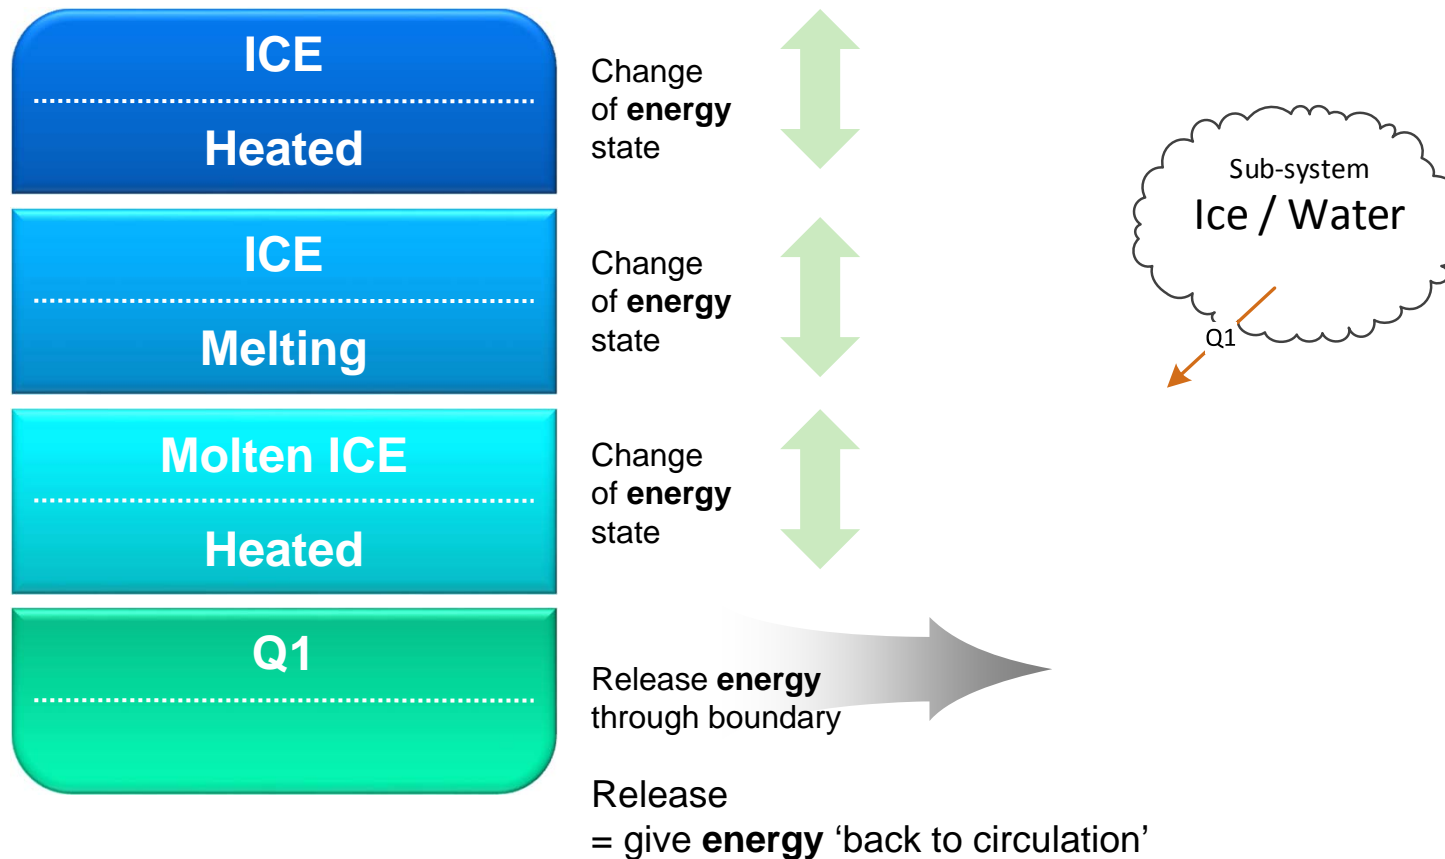 ICE
Heated
Change
of energy
state
ICE
Melting
Change
of energy
state
Molten ICE
Heated
Change
of energy
state
Q1
Release energy
through boundary
Release
= give energy ‘back to circulation’
Sub-system
Ice / Water
Q1